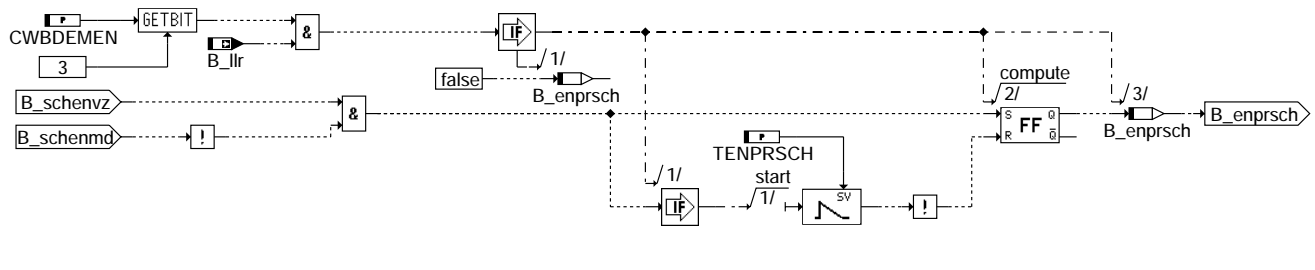 P
GETBIT
CWBDEMEN
3
B_llr
&
IF
1/
false
B_enprsch
compute
2/
3/
B_schenvz
B_schenmd
!
&
S FF Q
R Q̅
B_enprsch
B_enprsch
P
TENPRSCH
1/
IF
start
1/
SV
!